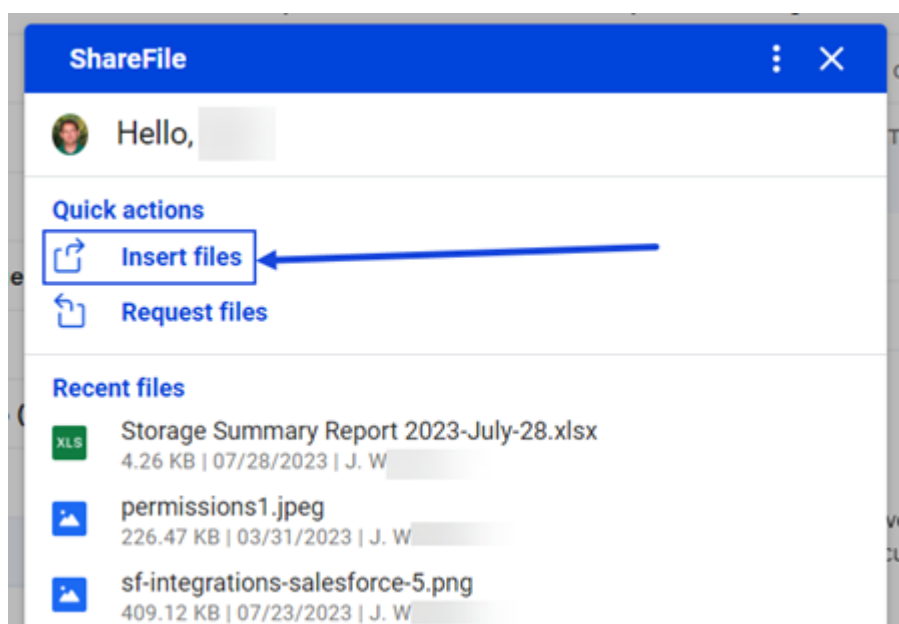 ShareFile
Hello,
Quick actions
Insert files
Request files
Recent files
XLS
Storage Summary Report 2023-July-28.xlsx
4.26 KB | 07/28/2023 | J. W
permissions1.jpeg
226.47 KB | 03/31/2023 | J. W
sf-integrations-salesforce-5.png
409.12 KB | 07/23/2023 | J. W